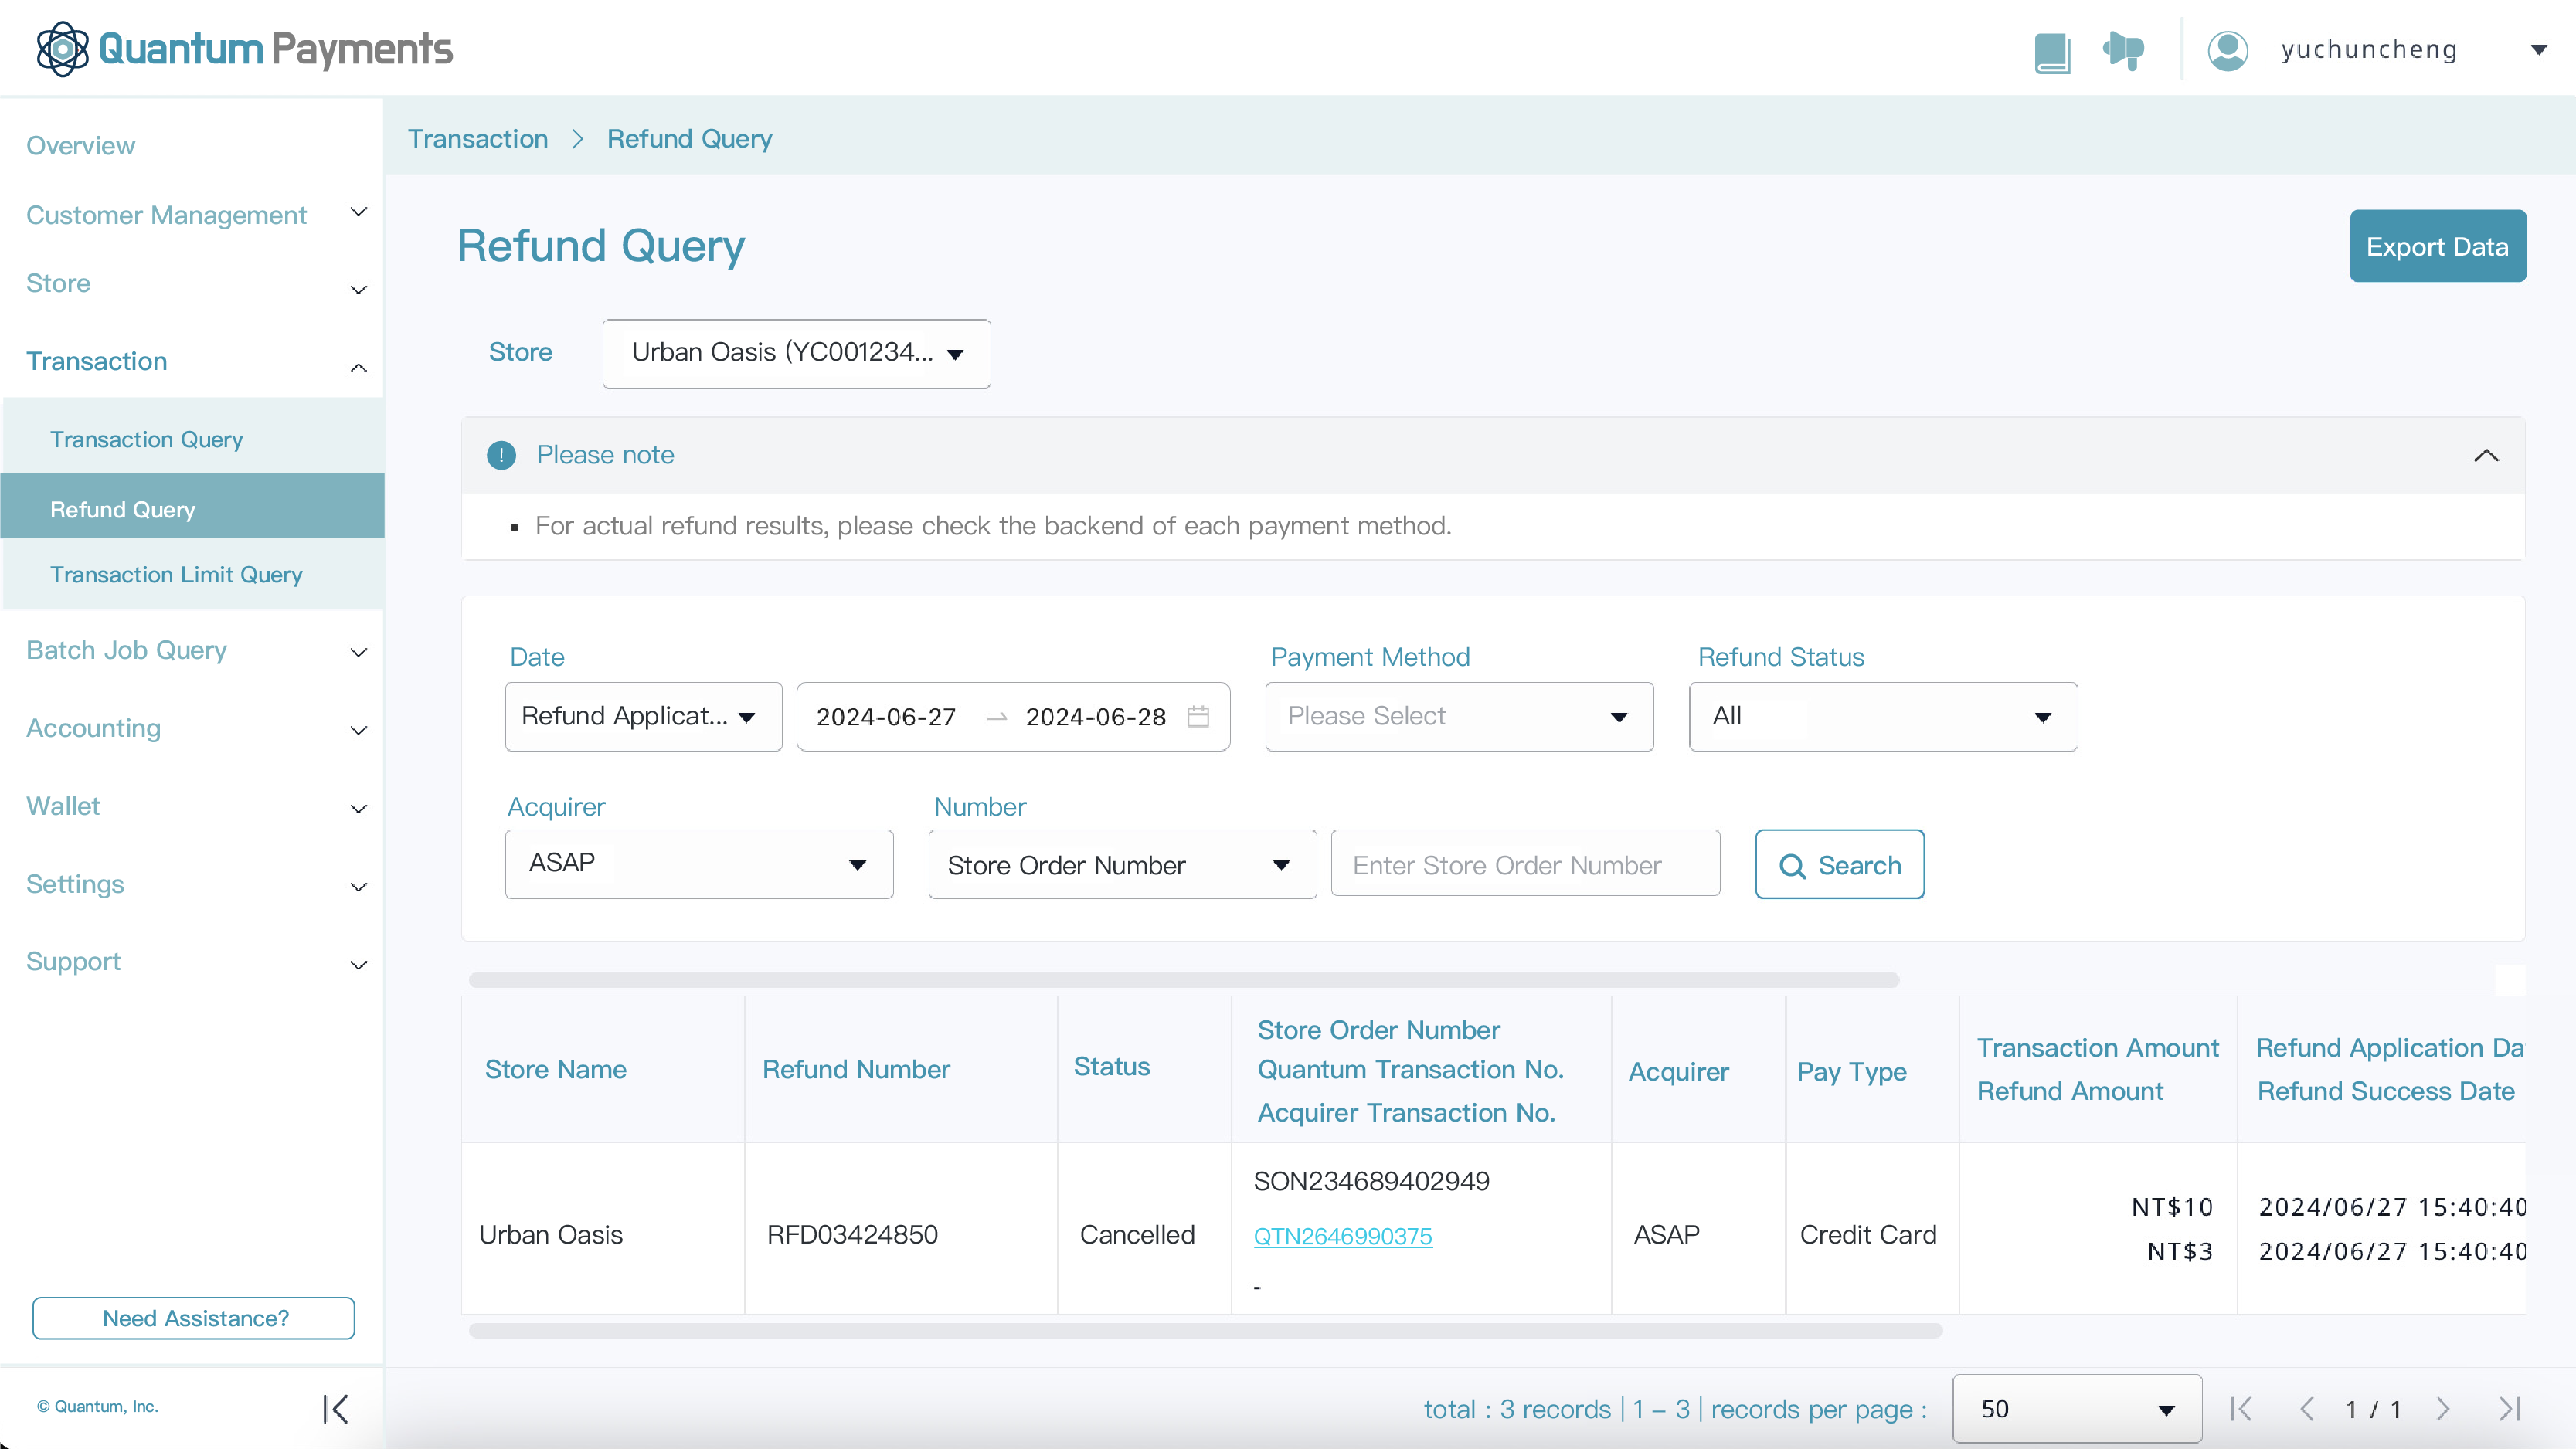 Quantum Payments
yuchuncheng
Overview
Customer Management
Store
Transaction
Transaction Query
Refund Query
Transaction Limit Query
Batch Job Query
Accounting
Wallet
Settings
Support
Need Assistance?
© Quantum, Inc.
Transaction > Refund Query
Refund Query
Export Data
Store
Urban Oasis (YC001234...
Please note
• For actual refund results, please check the backend of each payment method.
Date
Payment Method
Refund Status
Refund Applicat...
2024-06-27 → 2024-06-28
Please Select
All
Acquirer
Number
ASAP
Store Order Number
Enter Store Order Number
Search
Store Name
Refund Number
Status
Store Order Number
Quantum Transaction No.
Acquirer Transaction No.
Acquirer
Pay Type
Transaction Amount
Refund Amount
Refund Application Da
Refund Success Date
Urban Oasis
RFD03424850
Cancelled
SON234689402949
QTN2646990375
-
ASAP
Credit Card
NT$10
NT$3
2024/06/27 15:40:40
2024/06/27 15:40:40
total : 3 records | 1 – 3 | records per page :
50
1 / 1